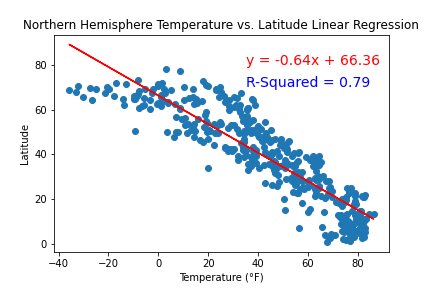 Northern Hemisphere Temperature vs. Latitude Linear Regression
y = -0.64x + 66.36
R-Squared = 0.79
80
60
40
20
0
Latitude
−40
−20
0
20
40
60
80
Temperature (°F)